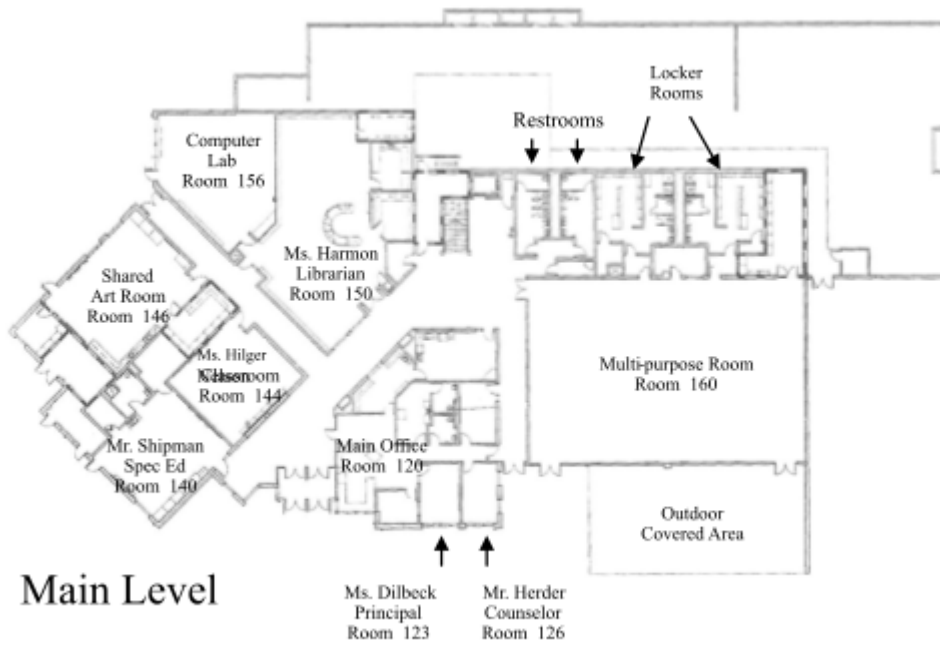 Locker
Rooms
Restrooms
Computer
Lab
Room 156
Ms. Harmon
Librarian
Room 150
Shared
Art Room
Room 146
Ms. Hilger
Classroom
Room 144
Multi-purpose Room
Room 160
Mr. Shipman
Spec Ed
Room 140
Main Office
Room 120
Outdoor
Covered Area
Main Level
Ms. Dilbeck
Principal
Room 123
Mr. Herder
Counselor
Room 126